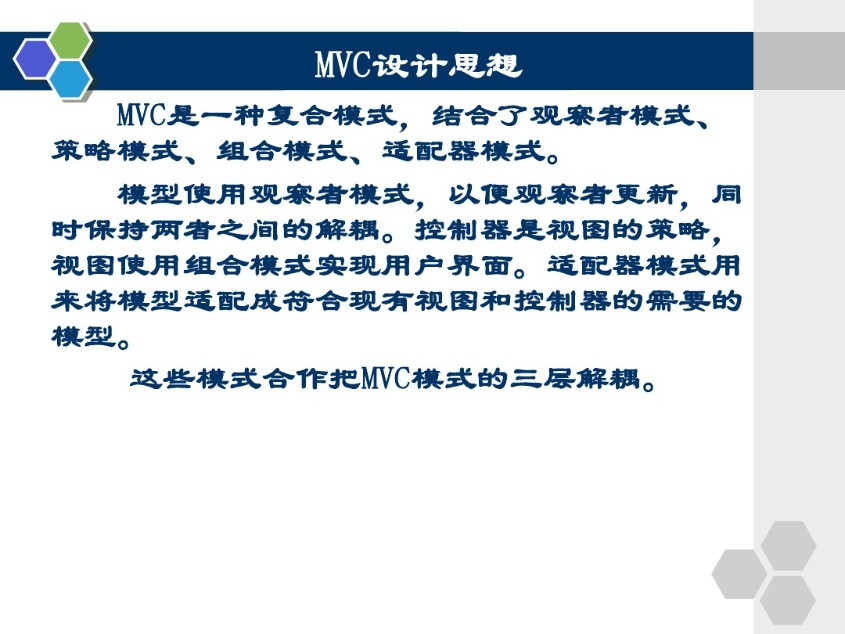 MVC设计思想
MVC是一种复合模式，结合了观察者模式、
策略模式、组合模式、适配器模式。
模型使用观察者模式，以便观察者更新，同
时保持两者之间的解耦。控制器是视图的策略，
视图使用组合模式实现用户界面。适配器模式用
来将模型适配成符合现有视图和控制器的需要的
模型。
这些模式合作把MVC模式的三层解耦。